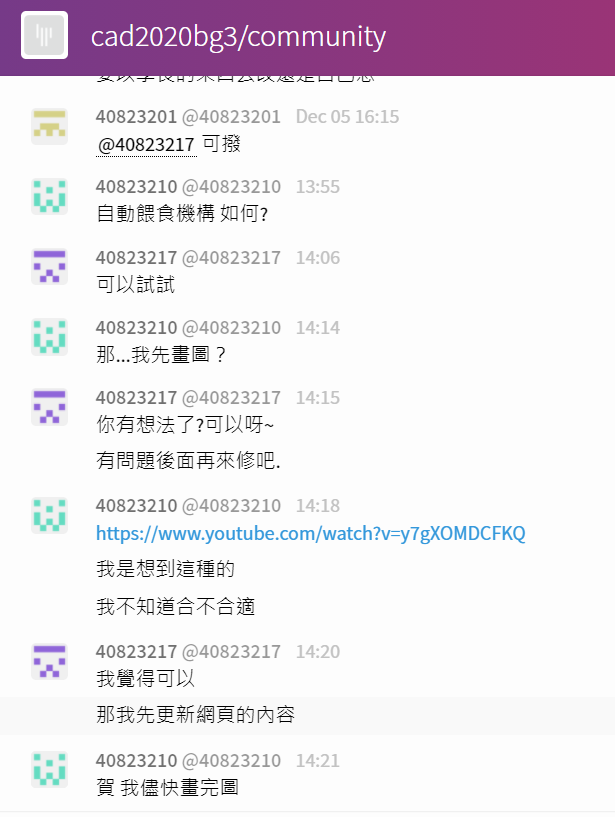 cad2020bg3/community
40823201 @40823201 Dec 05 16:15
@40823217 可撥
40823210 @40823210 13:55
自動餵食機構 如何?
40823217 @40823217 14:06
可以試試
40823210 @40823210 14:14
那...我先畫圖？
40823217 @40823217 14:15
你有想法了?可以呀~
有問題後面再來修吧.
40823210 @40823210 14:18
https://www.youtube.com/watch?v=y7gXOMDCFKQ
我是想到這種的
我不知道合不合適
40823217 @40823217 14:20
我覺得可以
那我先更新網頁的內容
40823210 @40823210 14:21
賀 我儘快畫完圖